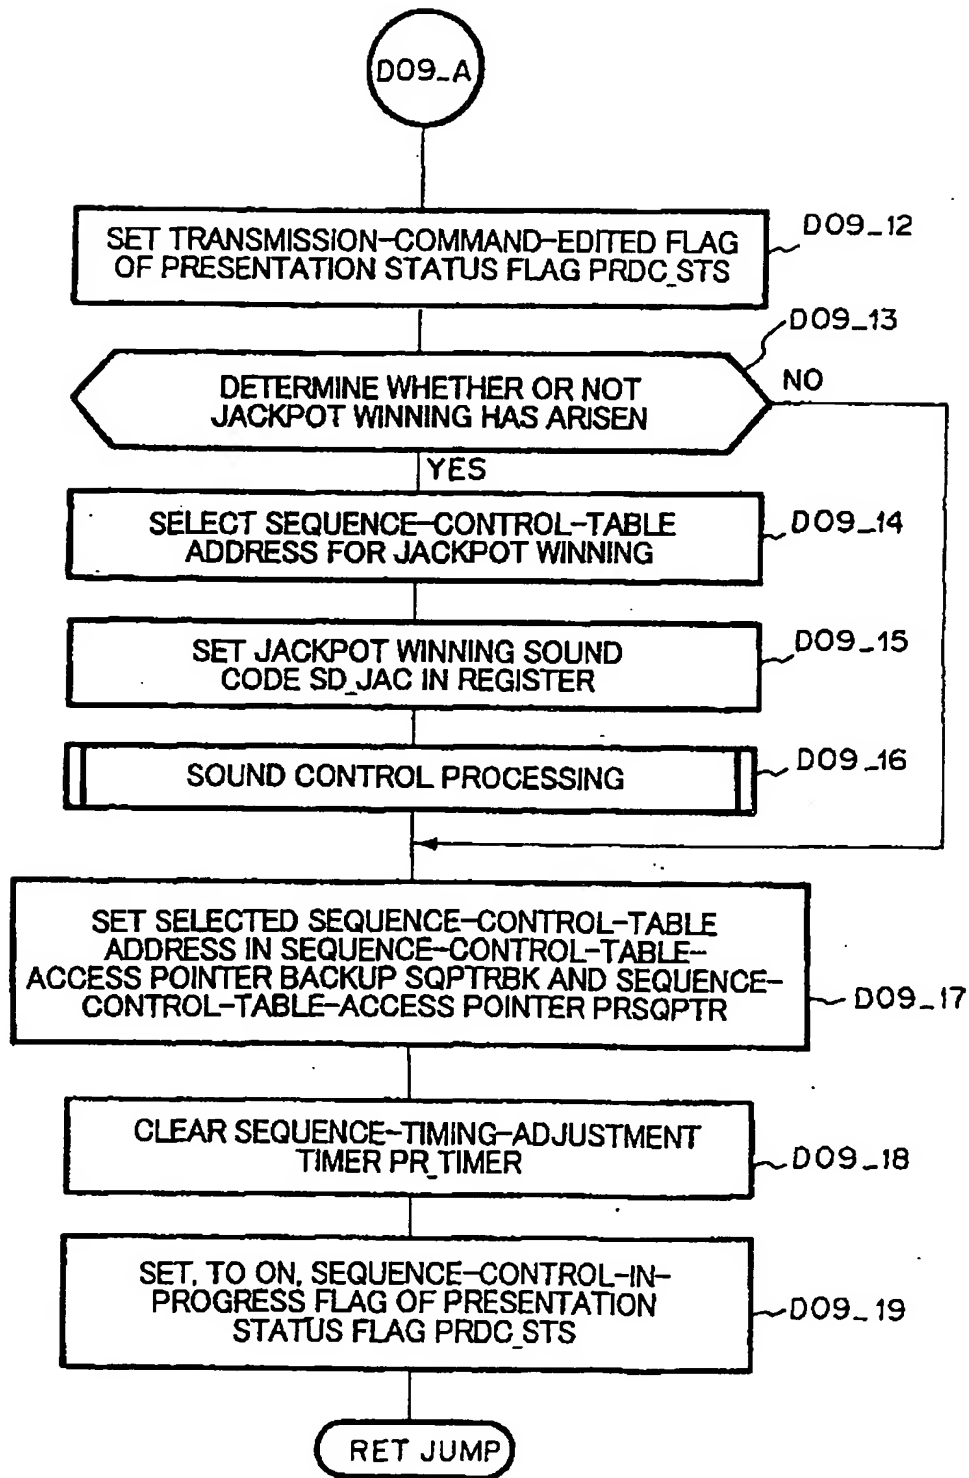 D09_A
SET TRANSMISSION-COMMAND-EDITED FLAG
OF PRESENTATION STATUS FLAG PRDC_STS
D09_12
D09_13
DETERMINE WHETHER OR NOT
JACKPOT WINNING HAS ARISEN
NO
YES
SELECT SEQUENCE-CONTROL-TABLE
ADDRESS FOR JACKPOT WINNING
D09_14
SET JACKPOT WINNING SOUND
CODE SD_JAC IN REGISTER
D09_15
SOUND CONTROL PROCESSING
D09_16
SET SELECTED SEQUENCE-CONTROL-TABLE
ADDRESS IN SEQUENCE-CONTROL-TABLE-
ACCESS POINTER BACKUP SQPTRBK AND SEQUENCE-
CONTROL-TABLE-ACCESS POINTER PRSQPTR
D09_17
CLEAR SEQUENCE-TIMING-ADJUSTMENT
TIMER PR_TIMER
D09_18
SET, TO ON, SEQUENCE-CONTROL-IN-
PROGRESS FLAG OF PRESENTATION
STATUS FLAG PRDC_STS
D09_19
RET JUMP